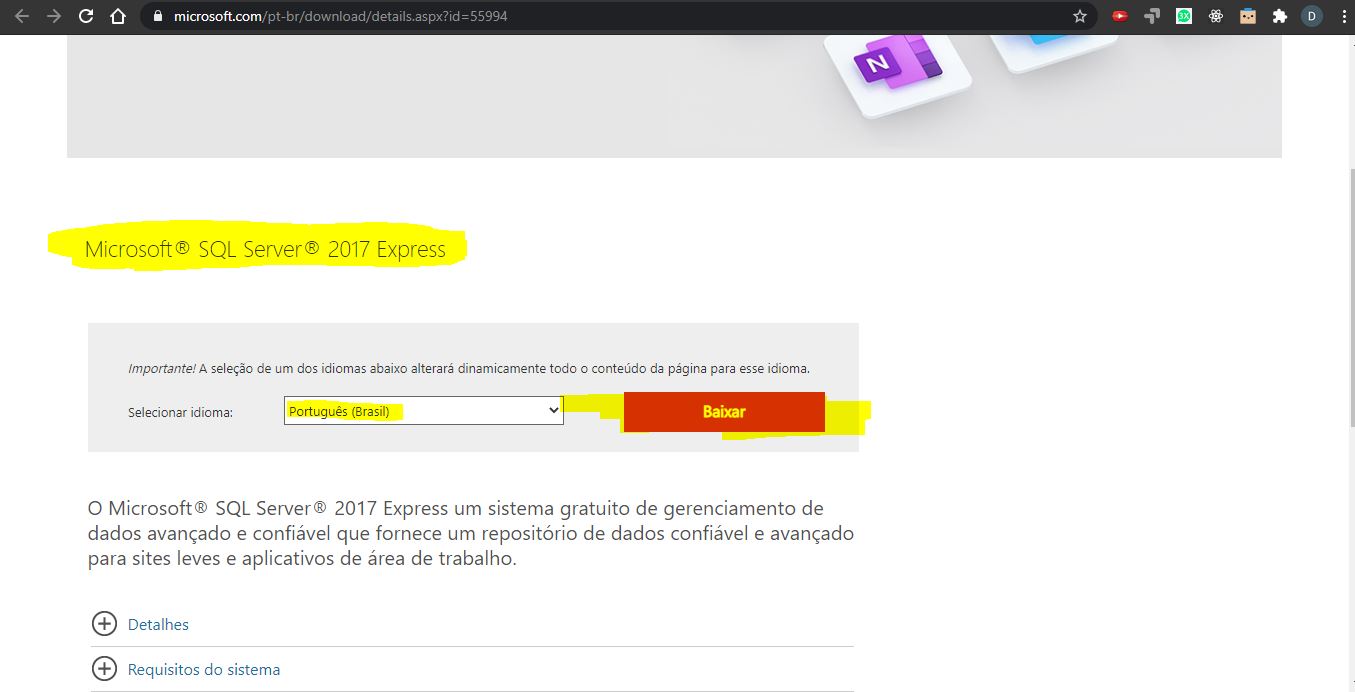 microsoft.com/pt-br/download/details.aspx?id=55994
D
N
Microsoft® SQL Server® 2017 Express
Importante! A seleção de um dos idiomas abaixo alterará dinamicamente todo o conteúdo da página para esse idioma.
Selecionar idioma: Português (Brasil) Baixar
O Microsoft® SQL Server® 2017 Express um sistema gratuito de gerenciamento de
dados avançado e confiável que fornece um repositório de dados confiável e avançado
para sites leves e aplicativos de área de trabalho.
Detalhes
Requisitos do sistema